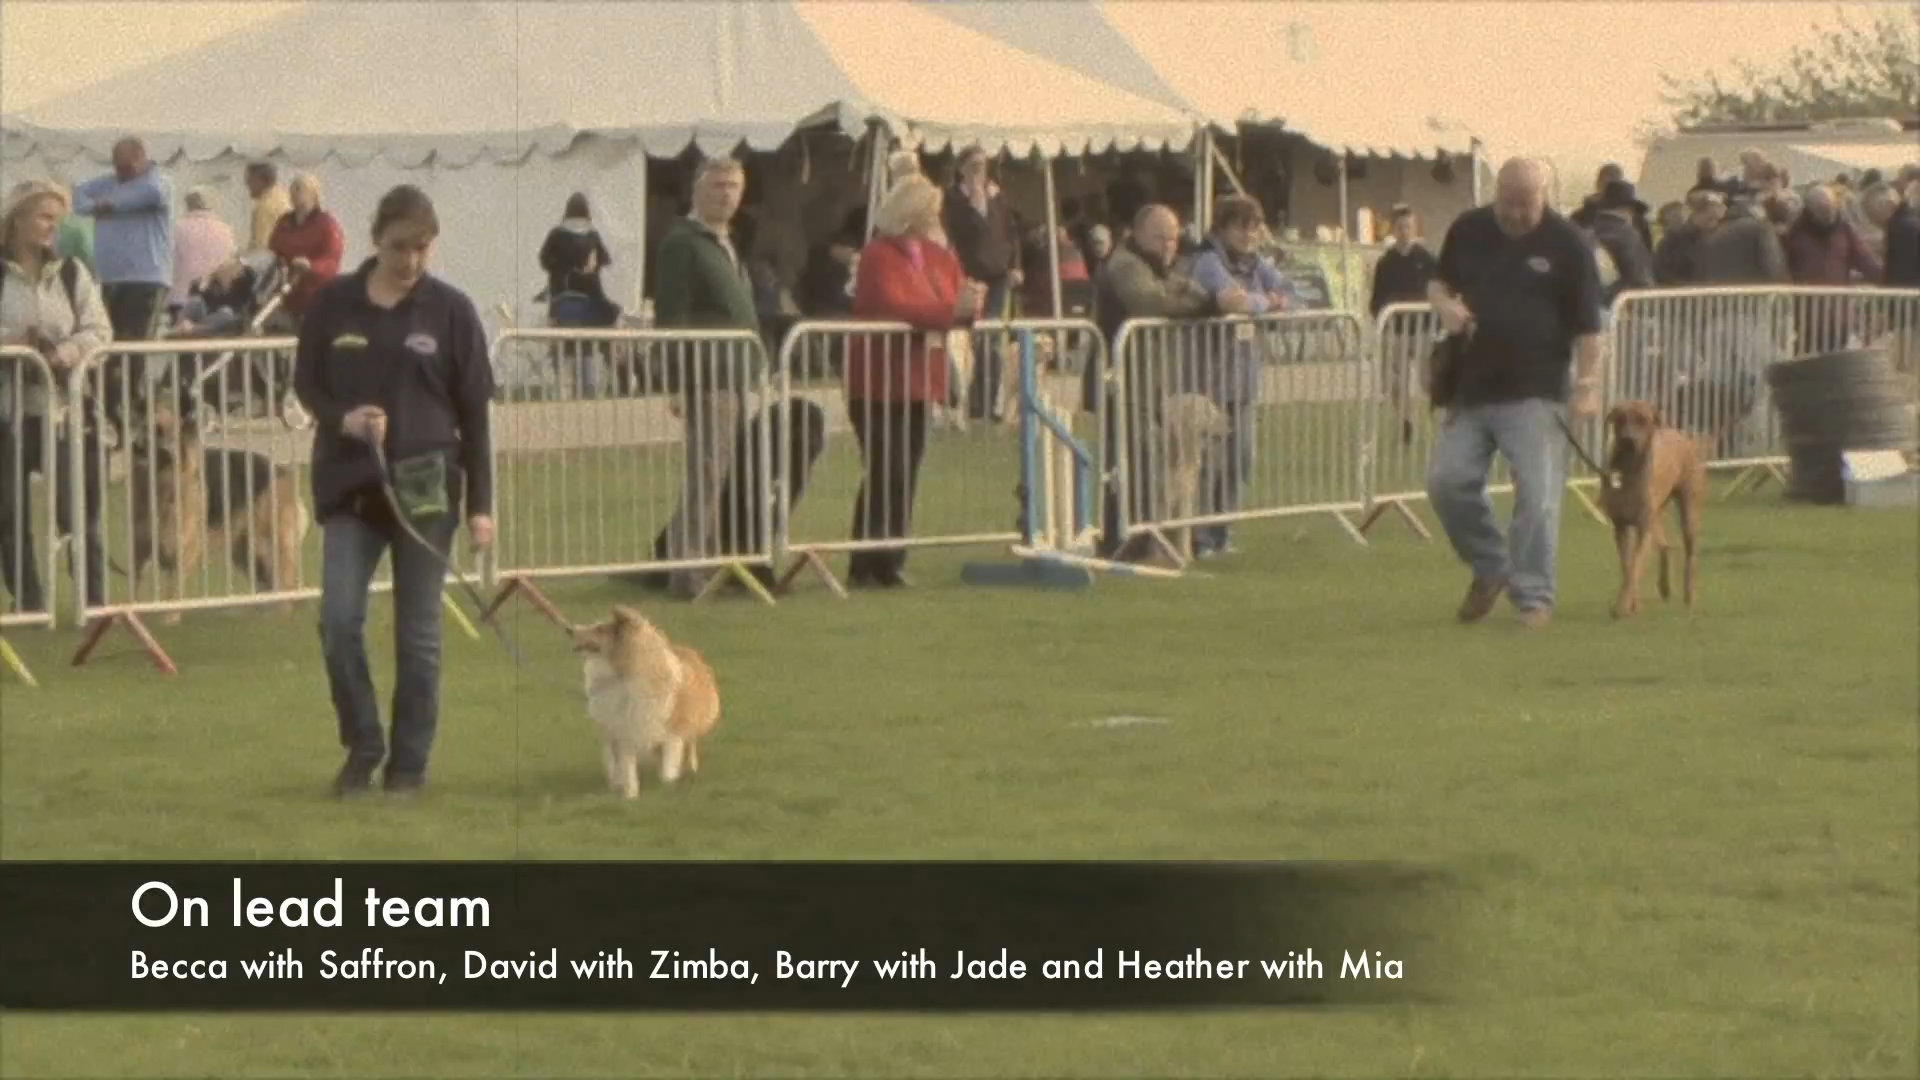 On lead team
Becca with Saffron, David with Zimba, Barry with Jade and Heather with Mia